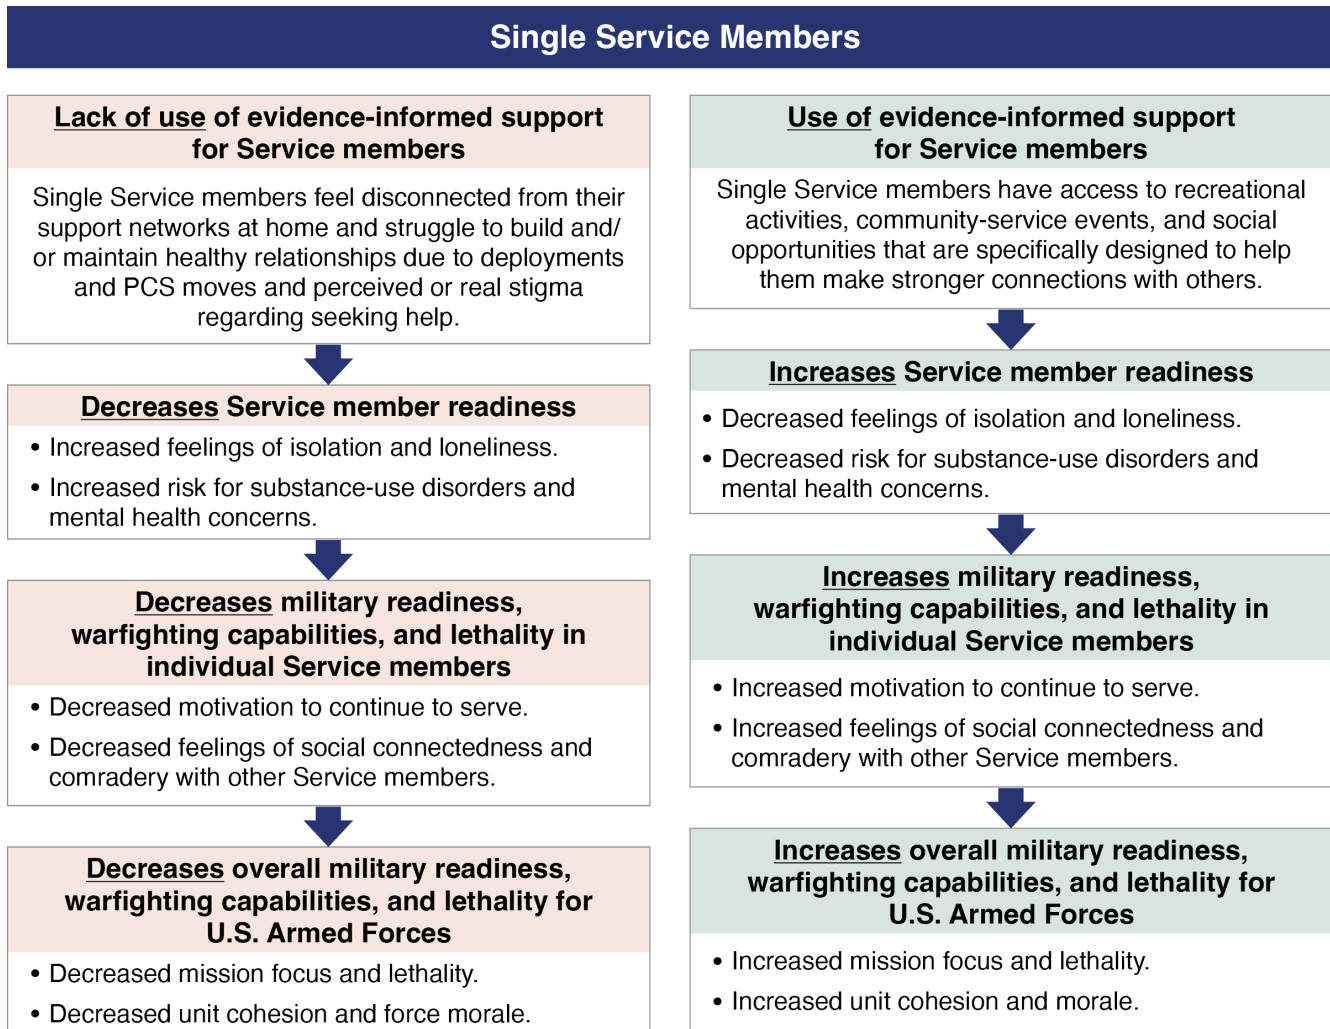 Single Service Members
Lack of use of evidence-informed support
for Service members
Single Service members feel disconnected from their
support networks at home and struggle to build and/
or maintain healthy relationships due to deployments
and PCS moves and perceived or real stigma
regarding seeking help.
Decreases Service member readiness
• Increased feelings of isolation and loneliness.
• Increased risk for substance-use disorders and
mental health concerns.
Decreases military readiness,
warfighting capabilities, and lethality in
individual Service members
• Decreased motivation to continue to serve.
• Decreased feelings of social connectedness and
comradery with other Service members.
Decreases overall military readiness,
warfighting capabilities, and lethality for
U.S. Armed Forces
• Decreased mission focus and lethality.
• Decreased unit cohesion and force morale.
Use of evidence-informed support
for Service members
Single Service members have access to recreational
activities, community-service events, and social
opportunities that are specifically designed to help
them make stronger connections with others.
Increases Service member readiness
• Decreased feelings of isolation and loneliness.
• Decreased risk for substance-use disorders and
mental health concerns.
Increases military readiness,
warfighting capabilities, and lethality in
individual Service members
• Increased motivation to continue to serve.
• Increased feelings of social connectedness and
comradery with other Service members.
Increases overall military readiness,
warfighting capabilities, and lethality for
U.S. Armed Forces
• Increased mission focus and lethality.
• Increased unit cohesion and morale.